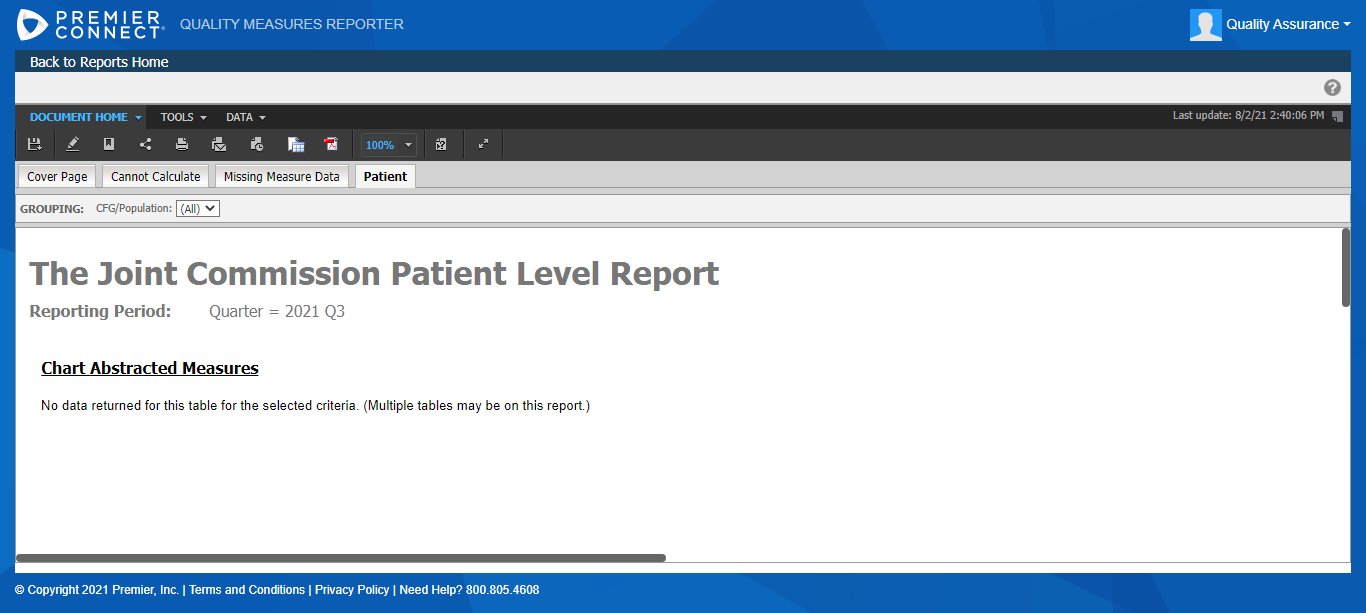 PREMIER CONNECT® QUALITY MEASURES REPORTER Quality Assurance
Back to Reports Home
?
DOCUMENT HOME TOOLS DATA Last update: 8/2/21 2:40:06 PM
100%
Cover Page Cannot Calculate Missing Measure Data Patient
GROUPING: CFG/Population: (All)
The Joint Commission Patient Level Report
Reporting Period: Quarter = 2021 Q3
Chart Abstracted Measures
No data returned for this table for the selected criteria. (Multiple tables may be on this report.)
© Copyright 2021 Premier, Inc. | Terms and Conditions | Privacy Policy | Need Help? 800.805.4608